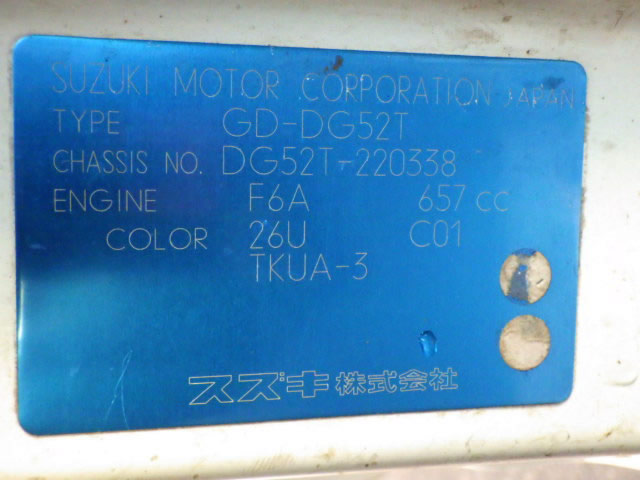 SUZUKI MOTOR CORPORATION JAPAN
TYPE GD-DG52T
CHASSIS NO. DG52T-220338
ENGINE F6A 657 cc
COLOR 26U C01
TKUA-3
スズキ株式会社